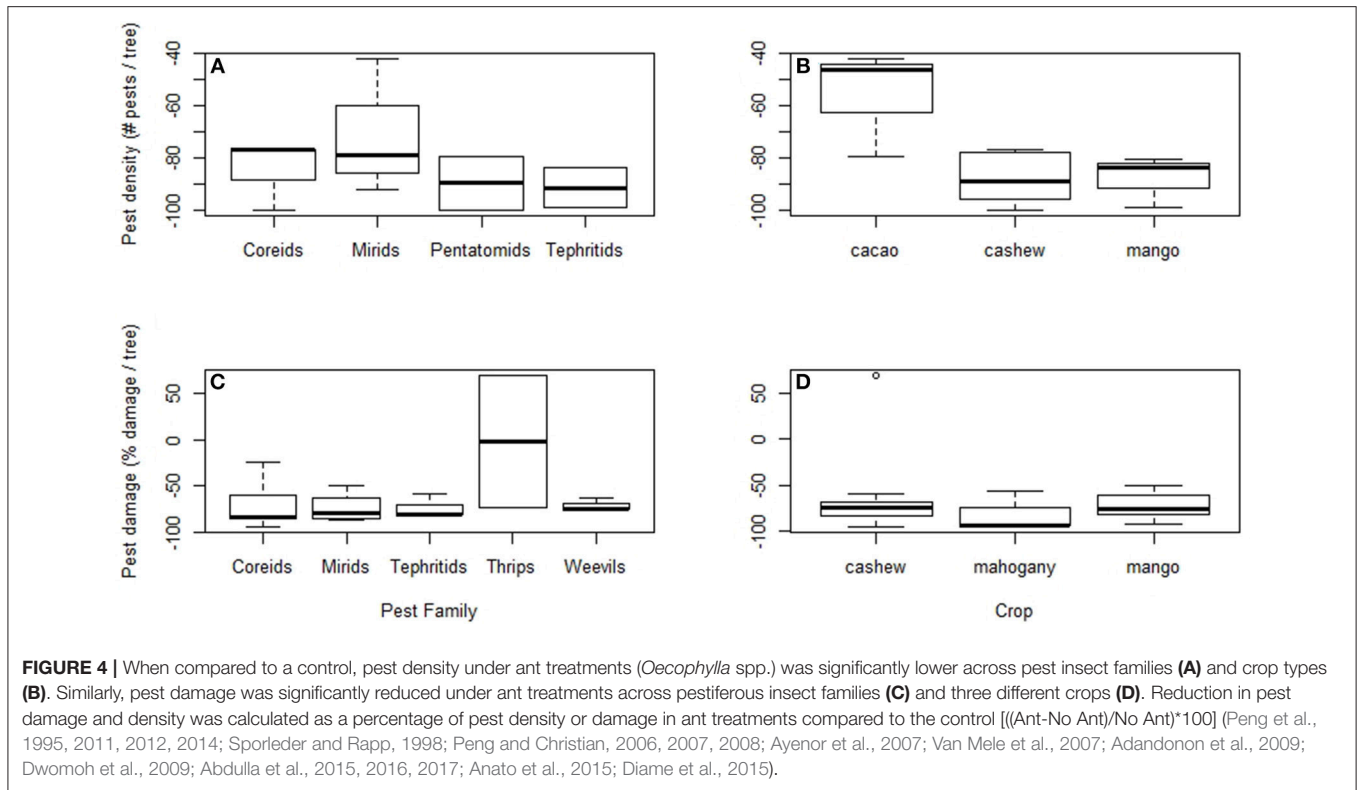 A
B
Pest density (# pests / tree)
-40
-60
-80
-100
Coreids Mirids Pentatomids Tephritids
-40
-60
-80
-100
cacao cashew mango
C
D
Pest damage (% damage / tree)
50
0
-50
-100
Coreids Mirids Tephritids Thrips Weevils
Pest Family
50
0
-50
-100
cashew mahogany mango
Crop
FIGURE 4 | When compared to a control, pest density under ant treatments (Oecophylla spp.) was significantly lower across pest insect families (A) and crop types
(B). Similarly, pest damage was significantly reduced under ant treatments across pestiferous insect families (C) and three different crops (D). Reduction in pest
damage and density was calculated as a percentage of pest density or damage in ant treatments compared to the control [((Ant-No Ant)/No Ant)*100] (Peng et al.,
1995, 2011, 2012, 2014; Sporleder and Rapp, 1998; Peng and Christian, 2006, 2007, 2008; Ayenor et al., 2007; Van Mele et al., 2007; Adandonon et al., 2009;
Dwomoh et al., 2009; Abdulla et al., 2015, 2016, 2017; Anato et al., 2015; Diame et al., 2015).